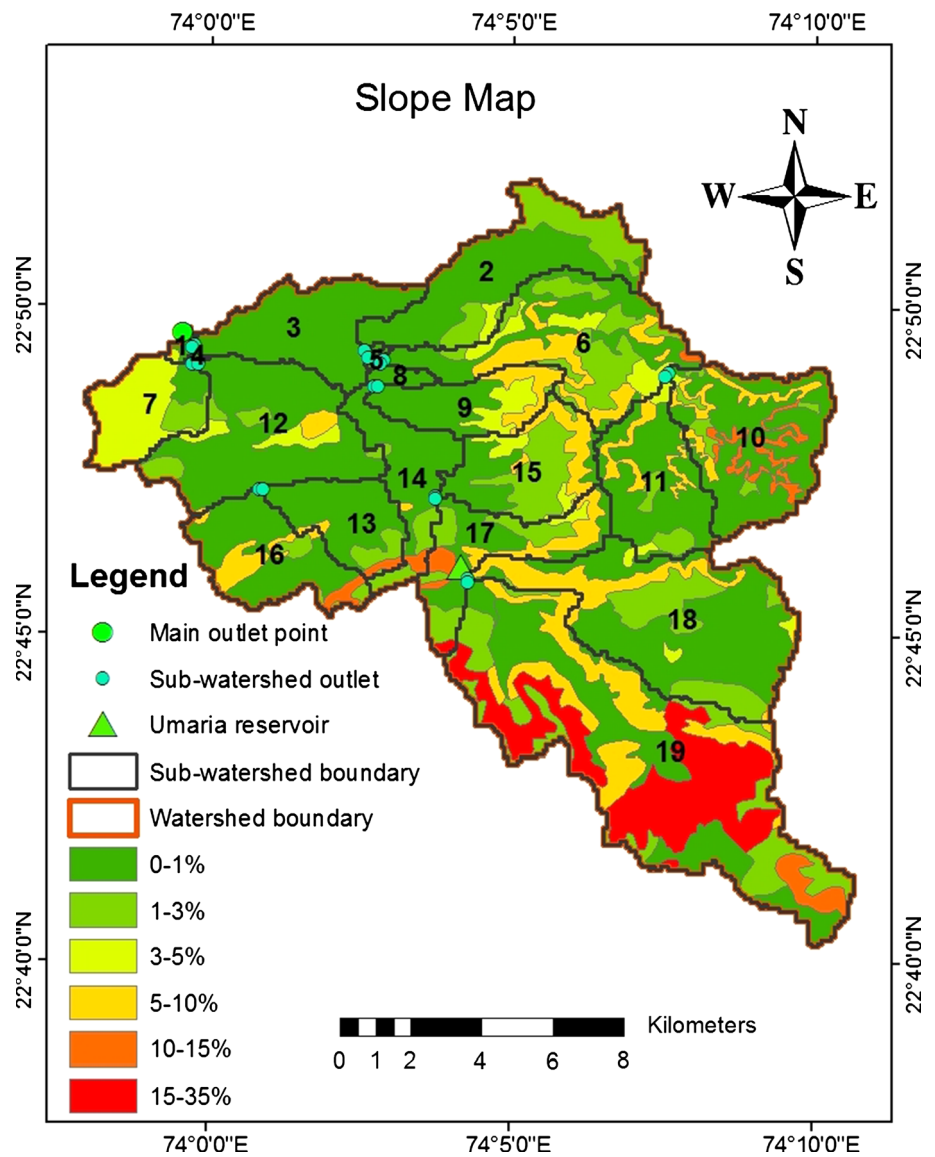 74°0'0"E 74°5'0"E 74°10'0"E
Slope Map
N
W E
S
22°50'0"N 22°50'0"N
2
3
6
1 4
5
8
7
9
12
10
15
14
11
13
17
16
18
19
22°45'0"N 22°45'0"N
Legend
Main outlet point
Sub-watershed outlet
Umaria reservoir
Sub-watershed boundary
Watershed boundary
0-1%
1-3%
3-5%
5-10%
10-15%
15-35%
22°40'0"N 22°40'0"N
Kilometers
0 1 2 4 6 8
74°0'0"E 74°5'0"E 74°10'0"E